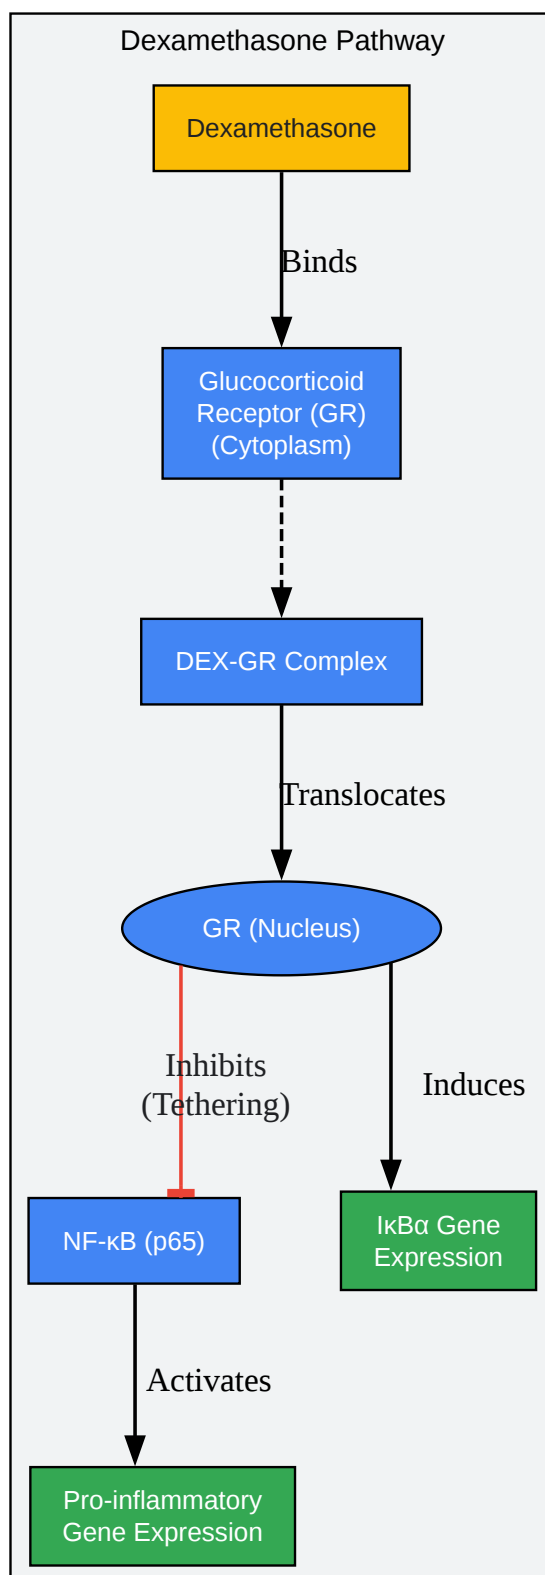 Dexamethasone Pathway
Dexamethasone
Binds
Glucocorticoid
Receptor (GR)
(Cytoplasm)
DEX-GR Complex
Translocates
GR (Nucleus)
Inhibits
(Tethering)
Induces
NF-κB (p65)
IκBα Gene
Expression
Activates
Pro-inflammatory
Gene Expression